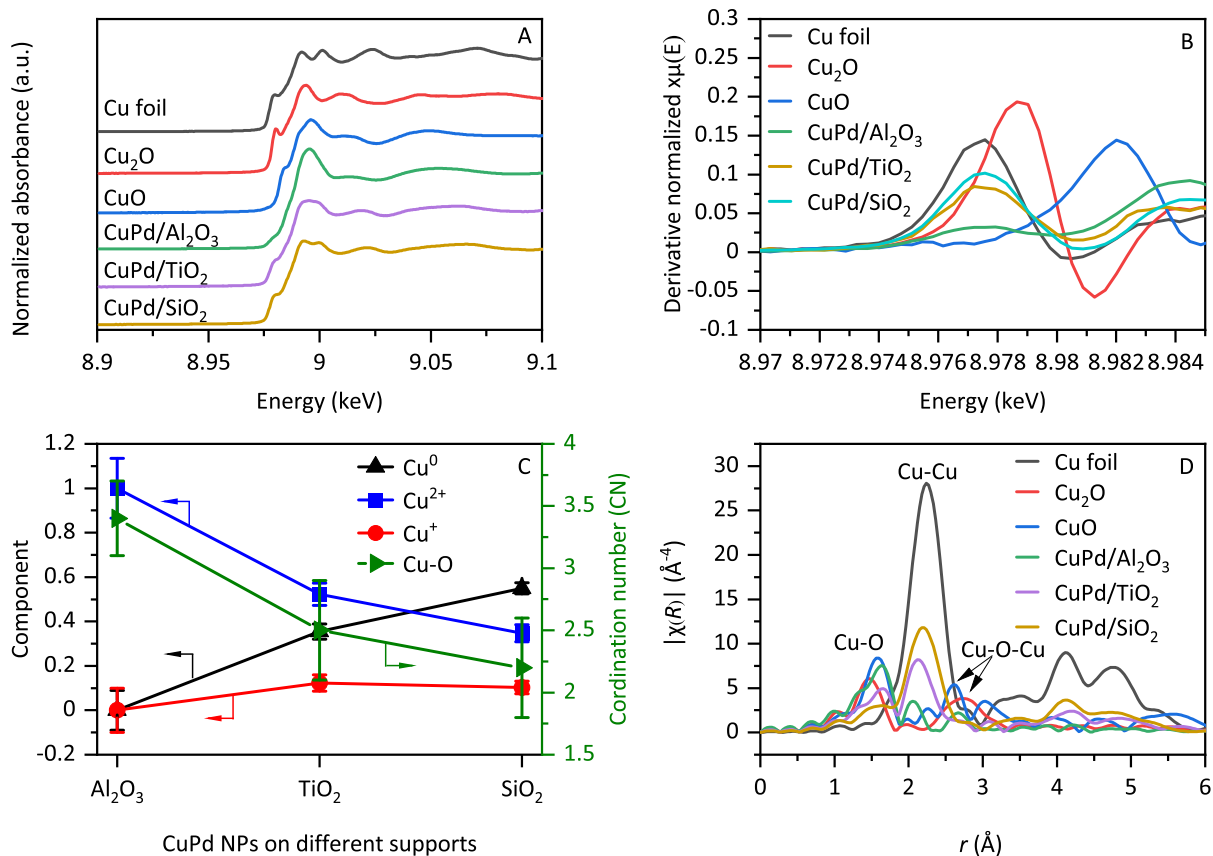 A
Normalized absorbance (a.u.)
Cu foil
Cu₂O
CuO
CuPd/Al₂O₃
CuPd/TiO₂
CuPd/SiO₂
8.9 8.95 9 9.05 9.1
Energy (keV)
B
Derivative normalized xμ(E)
0.3
0.25
0.2
0.15
0.1
0.05
0
-0.05
-0.1
Cu foil
Cu₂O
CuO
CuPd/Al₂O₃
CuPd/TiO₂
CuPd/SiO₂
8.97 8.972 8.974 8.976 8.978 8.98 8.982 8.984
Energy (keV)
C
Component
1.2
1
0.8
0.6
0.4
0.2
0
-0.2
Cu⁰
Cu²⁺
Cu⁺
Cu-O
4
3.5
3
2.5
2
1.5
Cordination number (CN)
Al₂O₃ TiO₂ SiO₂
CuPd NPs on different supports
D
|χ(R)| (Å⁻⁴)
30
25
20
15
10
5
0
Cu-Cu
Cu-O
Cu-O-Cu
Cu foil
Cu₂O
CuO
CuPd/Al₂O₃
CuPd/TiO₂
CuPd/SiO₂
0 1 2 3 4 5 6
r (Å)